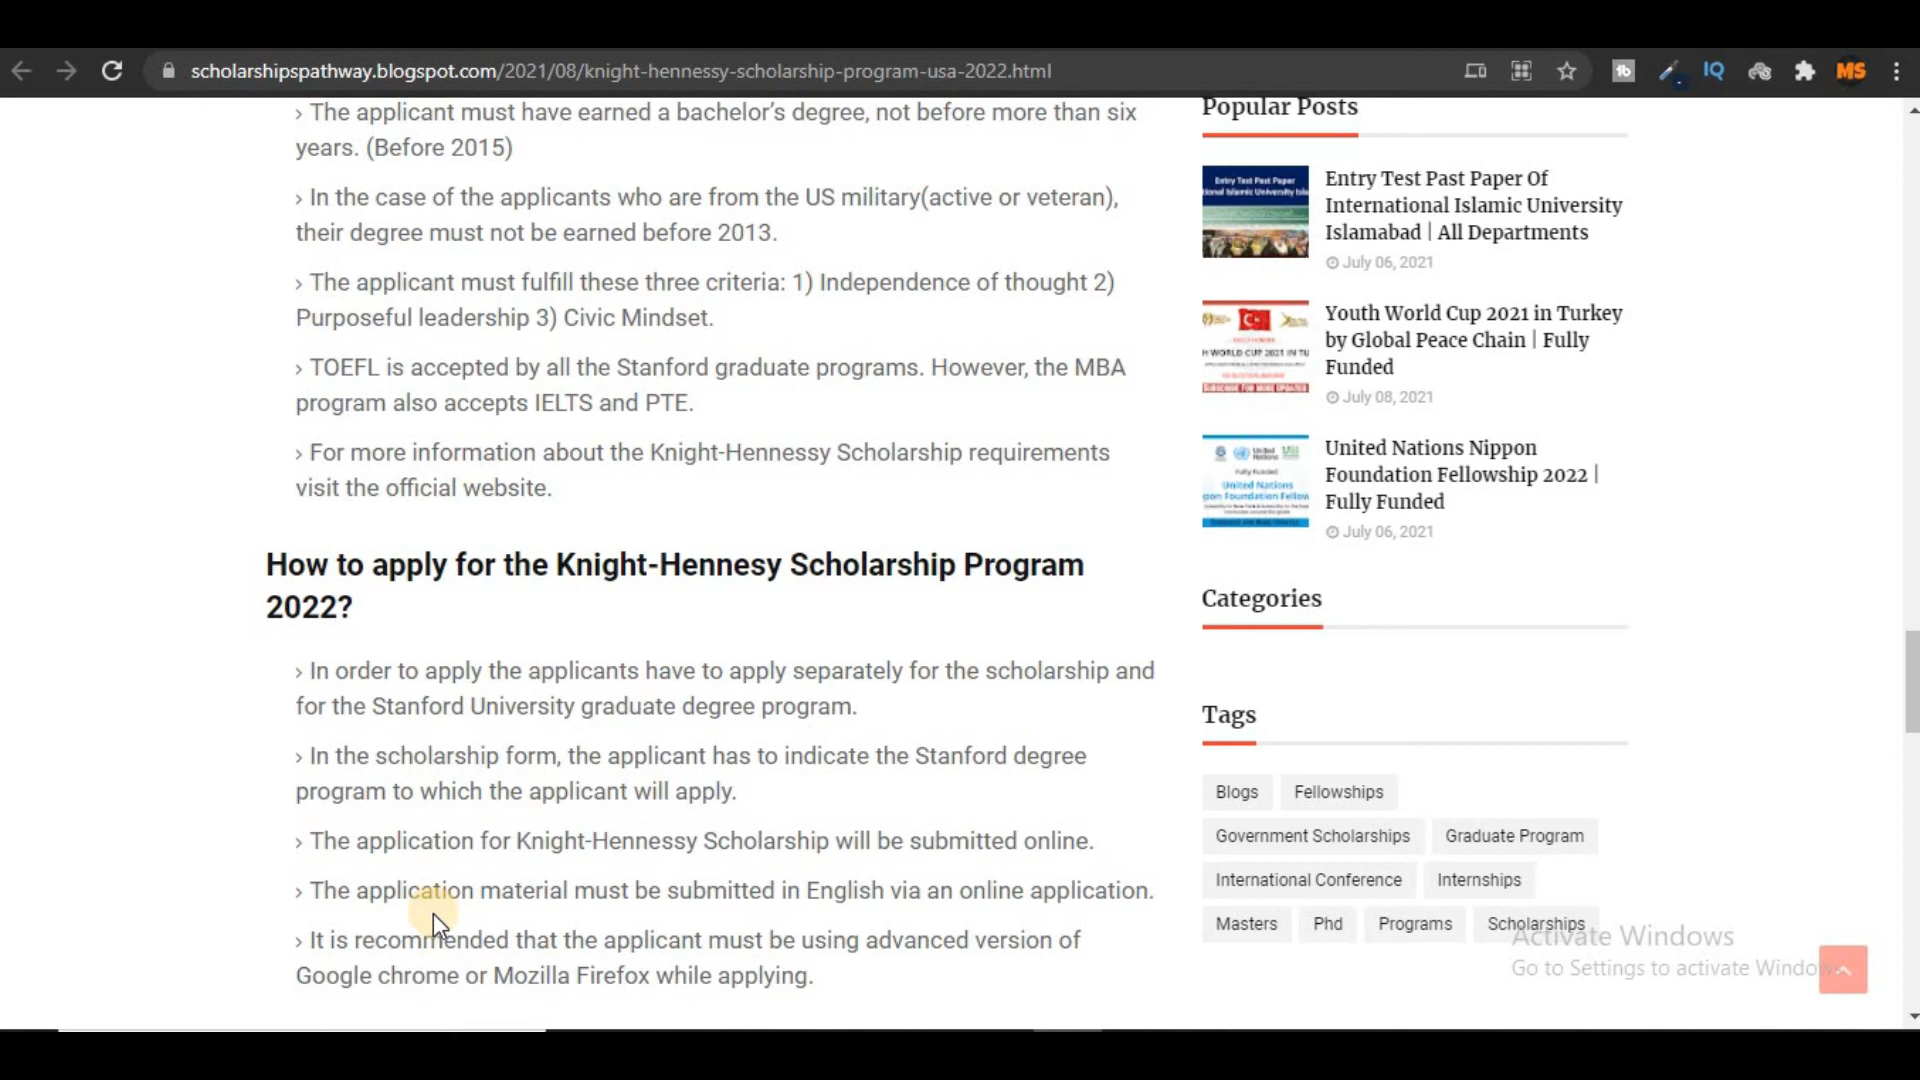 scholarshipspathway.blogspot.com/2021/08/knight-hennessy-scholarship-program-usa-2022.html
IQ
MS
› The applicant must have earned a bachelor’s degree, not before more than six
years. (Before 2015)
› In the case of the applicants who are from the US military(active or veteran),
their degree must not be earned before 2013.
› The applicant must fulfill these three criteria: 1) Independence of thought 2)
Purposeful leadership 3) Civic Mindset.
› TOEFL is accepted by all the Stanford graduate programs. However, the MBA
program also accepts IELTS and PTE.
› For more information about the Knight-Hennessy Scholarship requirements
visit the official website.
How to apply for the Knight-Hennesy Scholarship Program
2022?
› In order to apply the applicants have to apply separately for the scholarship and
for the Stanford University graduate degree program.
› In the scholarship form, the applicant has to indicate the Stanford degree
program to which the applicant will apply.
› The application for Knight-Hennessy Scholarship will be submitted online.
› The application material must be submitted in English via an online application.
› It is recommended that the applicant must be using advanced version of
Google chrome or Mozilla Firefox while applying.
Popular Posts
Entry Test Past Paper
Entry Test Past Paper Of
International Islamic University
Islamabad | All Departments
July 06, 2021
Youth World Cup 2021 in Turkey
by Global Peace Chain | Fully
Funded
July 08, 2021
Fully Funded
United Nations
United Nations Nippon
Foundation Fellowship 2022 |
Fully Funded
July 06, 2021
Categories
Tags
Blogs
Fellowships
Government Scholarships
Graduate Program
International Conference
Internships
Masters
Phd
Programs
Scholarships
Activate Windows
Go to Settings to activate Windo